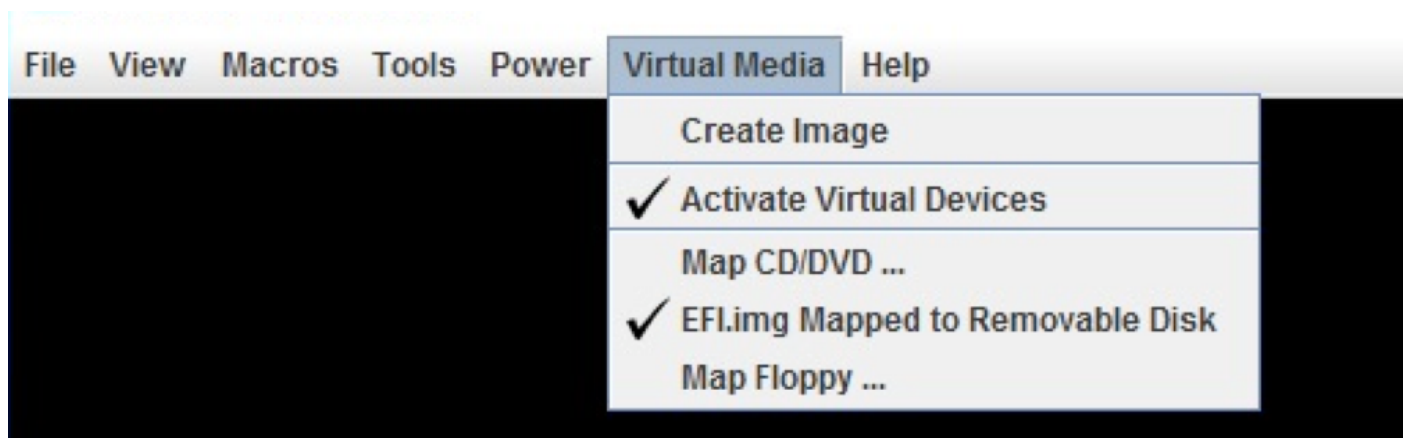 File View Macros Tools Power Virtual Media Help
Create Image
Activate Virtual Devices
Map CD/DVD ...
EFI.img Mapped to Removable Disk
Map Floppy ...